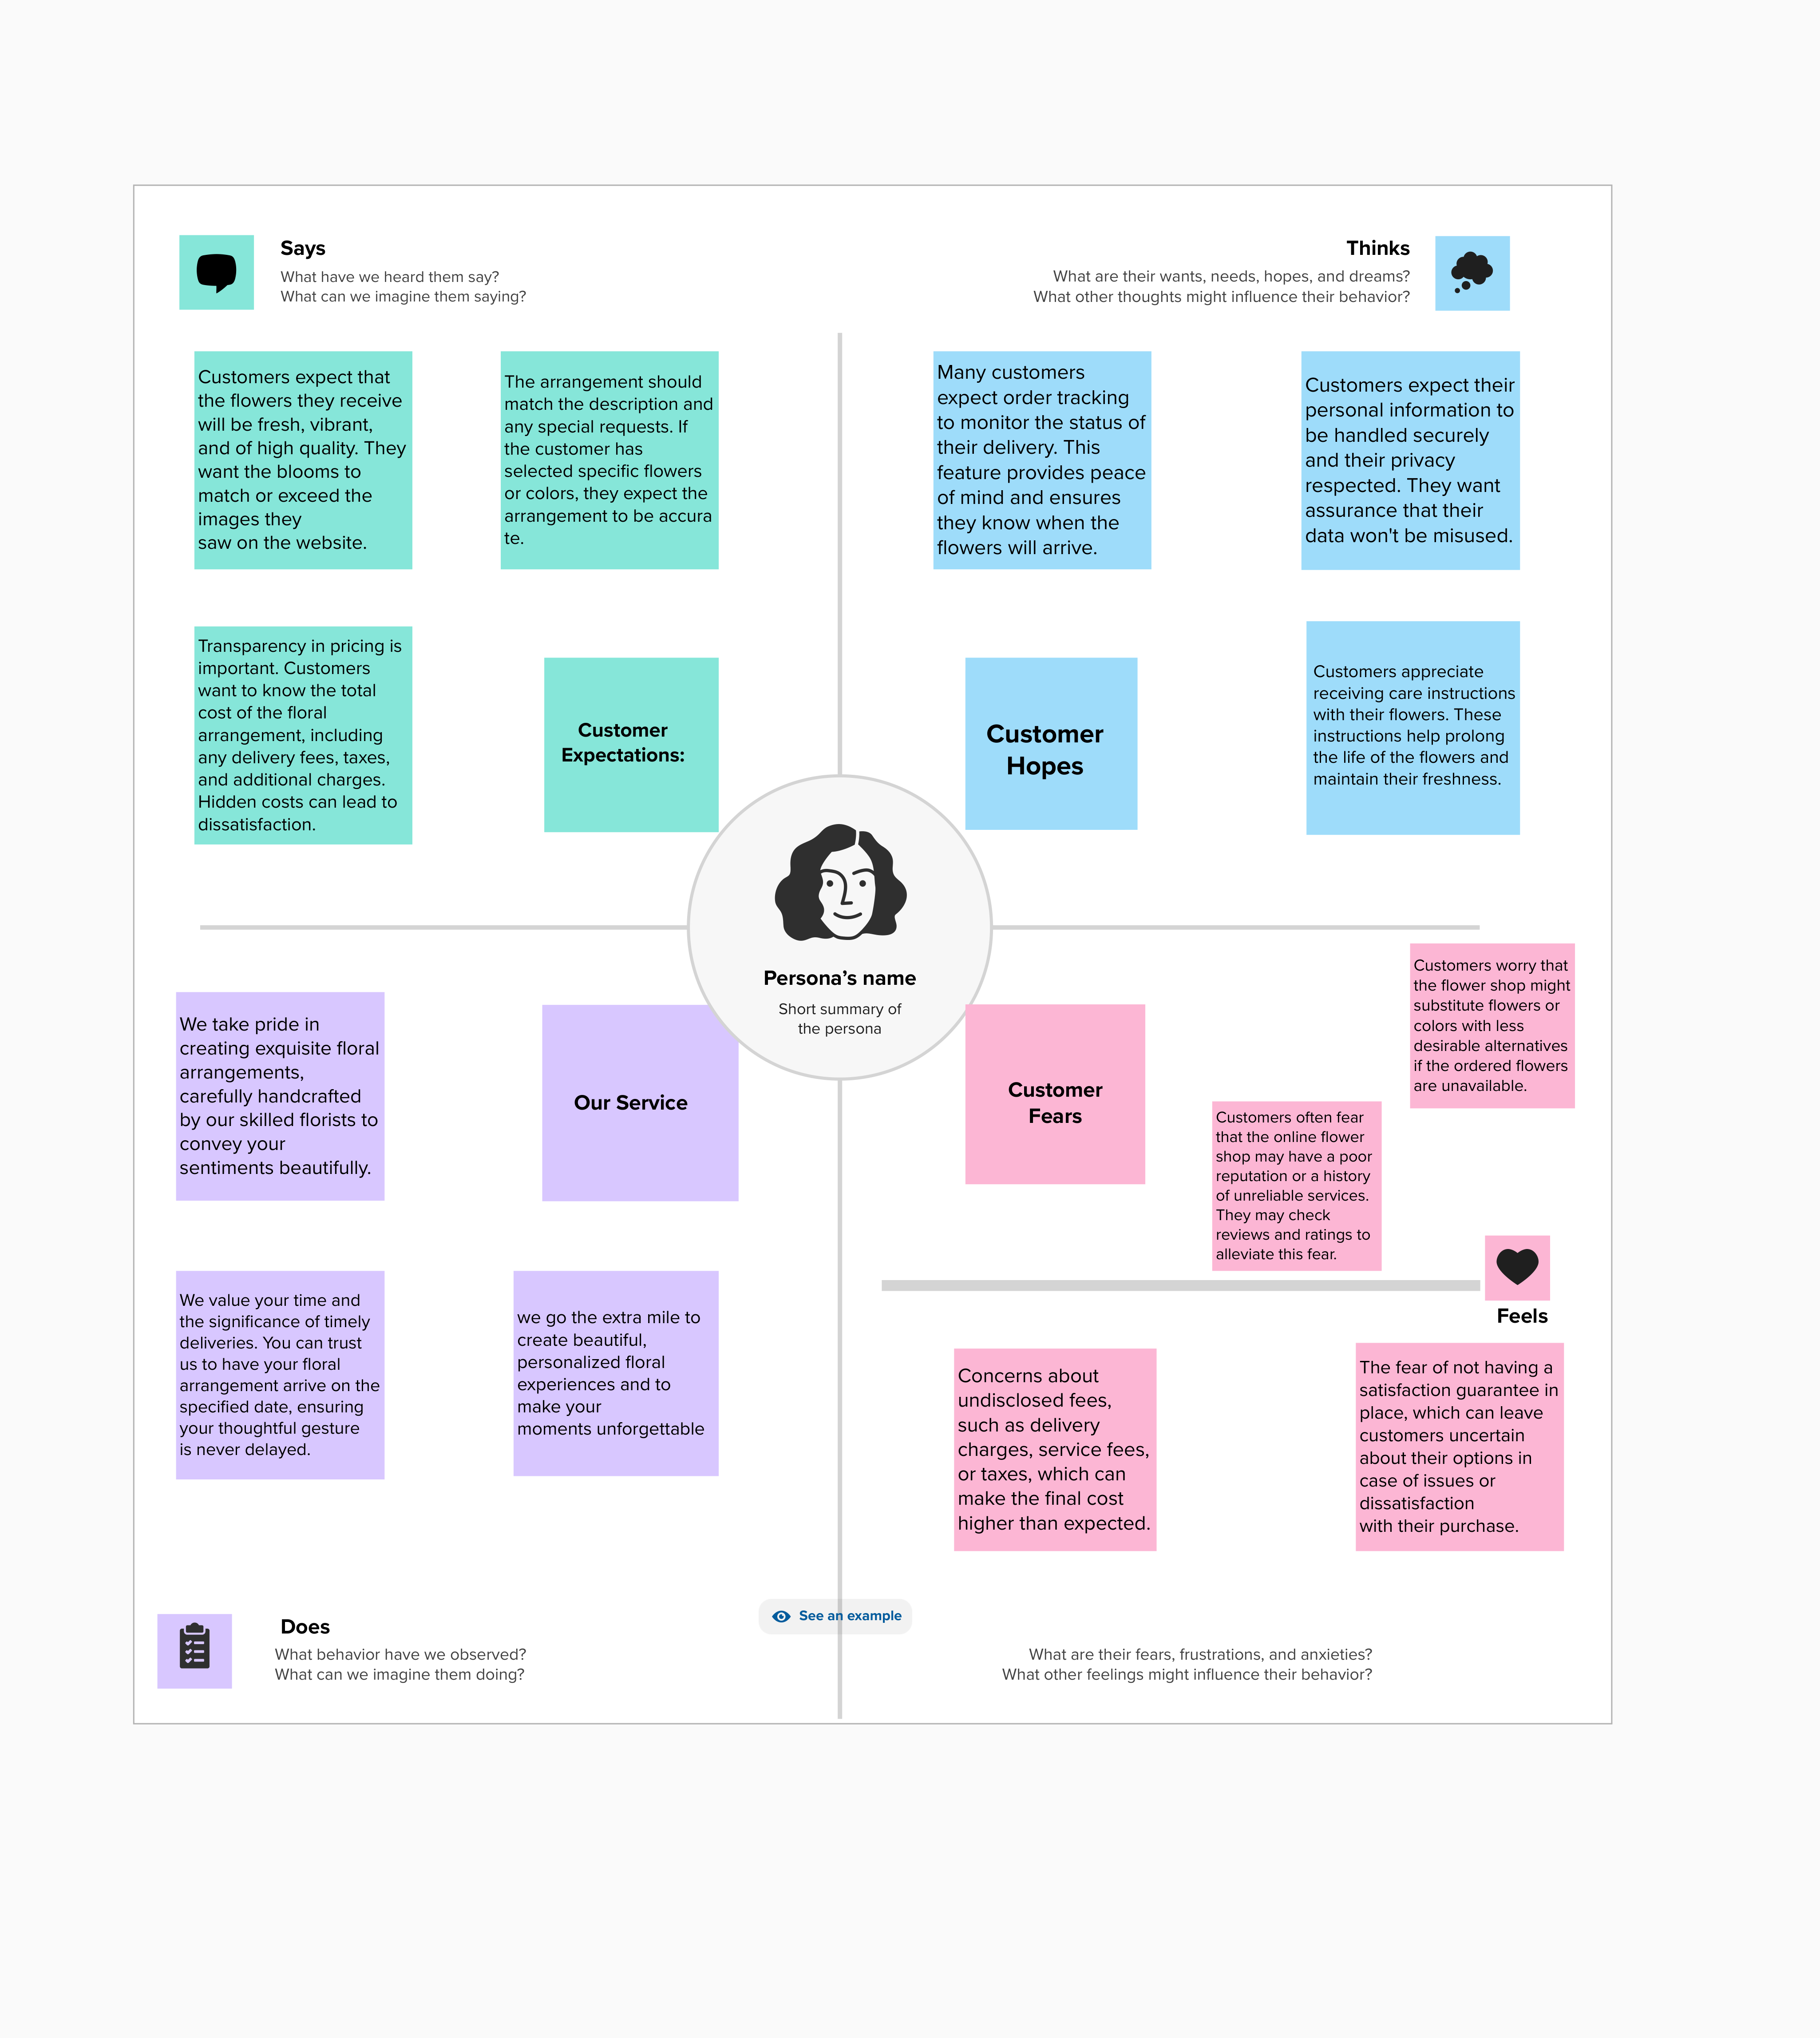 Says
What have we heard them say?
What can we imagine them saying?
Thinks
What are their wants, needs, hopes, and dreams?
What other thoughts might influence their behavior?
Customers expect that
the flowers they receive
will be fresh, vibrant,
and of high quality. They
want the blooms to
match or exceed the
images they
saw on the website.
The arrangement should
match the description and
any special requests. If
the customer has
selected specific flowers
or colors, they expect the
arrangement to be accura
te.
Many customers
expect order tracking
to monitor the status of
their delivery. This
feature provides peace
of mind and ensures
they know when the
flowers will arrive.
Customers expect their
personal information to
be handled securely
and their privacy
respected. They want
assurance that their
data won't be misused.
Transparency in pricing is
important. Customers
want to know the total
cost of the floral
arrangement, including
any delivery fees, taxes,
and additional charges.
Hidden costs can lead to
dissatisfaction.
Customer
Expectations:
Customer
Hopes
Customers appreciate
receiving care instructions
with their flowers. These
instructions help prolong
the life of the flowers and
maintain their freshness.
Persona's name
Short summary of
the persona
We take pride in
creating exquisite floral
arrangements,
carefully handcrafted
by our skilled florists to
convey your
sentiments beautifully.
Our Service
Customer
Fears
Customers often fear
that the online flower
shop may have a poor
reputation or a history
of unreliable services.
They may check
reviews and ratings to
alleviate this fear.
Customers worry that
the flower shop might
substitute flowers or
colors with less
desirable alternatives
if the ordered flowers
are unavailable.
Feels
We value your time and
the significance of timely
deliveries. You can trust
us to have your floral
arrangement arrive on the
specified date, ensuring
your thoughtful gesture
is never delayed.
we go the extra mile to
create beautiful,
personalized floral
experiences and to
make your
moments unforgettable
Concerns about
undisclosed fees,
such as delivery
charges, service fees,
or taxes, which can
make the final cost
higher than expected.
The fear of not having a
satisfaction guarantee in
place, which can leave
customers uncertain
about their options in
case of issues or
dissatisfaction
with their purchase.
Does
What behavior have we observed?
What can we imagine them doing?
See an example
What are their fears, frustrations, and anxieties?
What other feelings might influence their behavior?